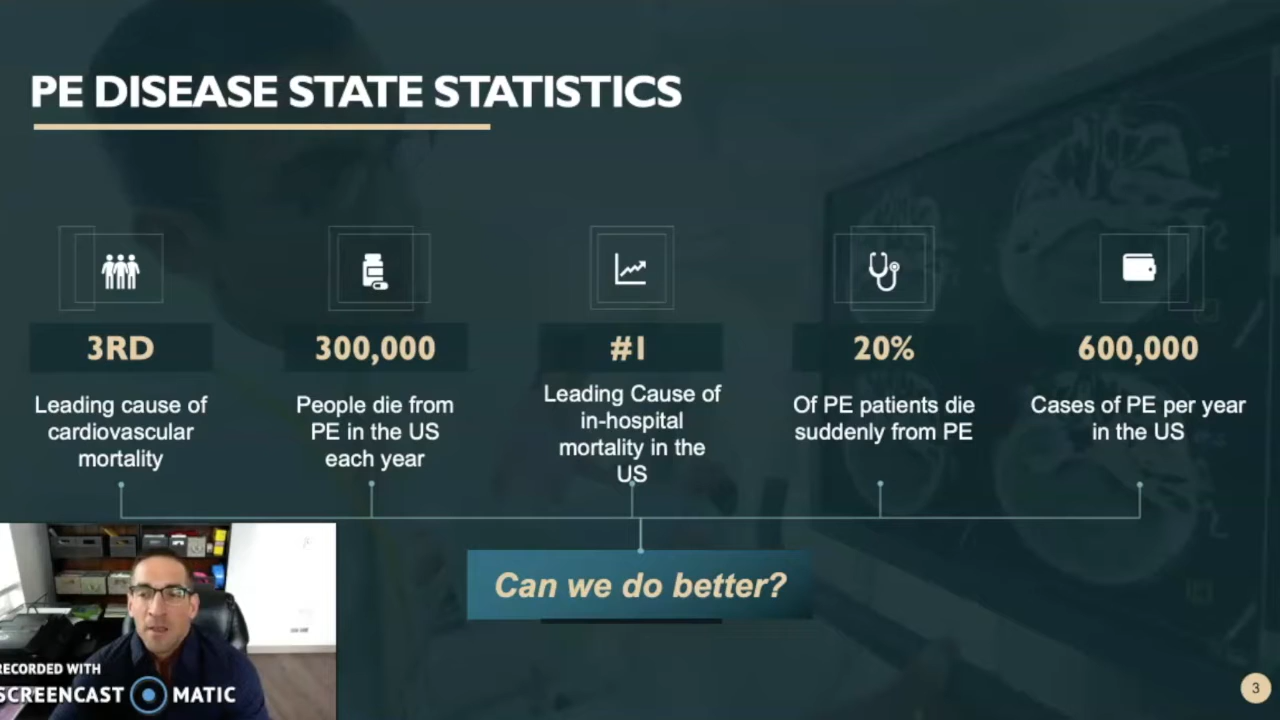 PE DISEASE STATE STATISTICS
3RD
Leading cause of
cardiovascular
mortality
300,000
People die from
PE in the US
each year
#1
Leading Cause of
in-hospital
mortality in the
US
20%
Of PE patients die
suddenly from PE
600,000
Cases of PE per year
in the US
Can we do better?
RECORDED WITH
SCREENCAST MATIC
3